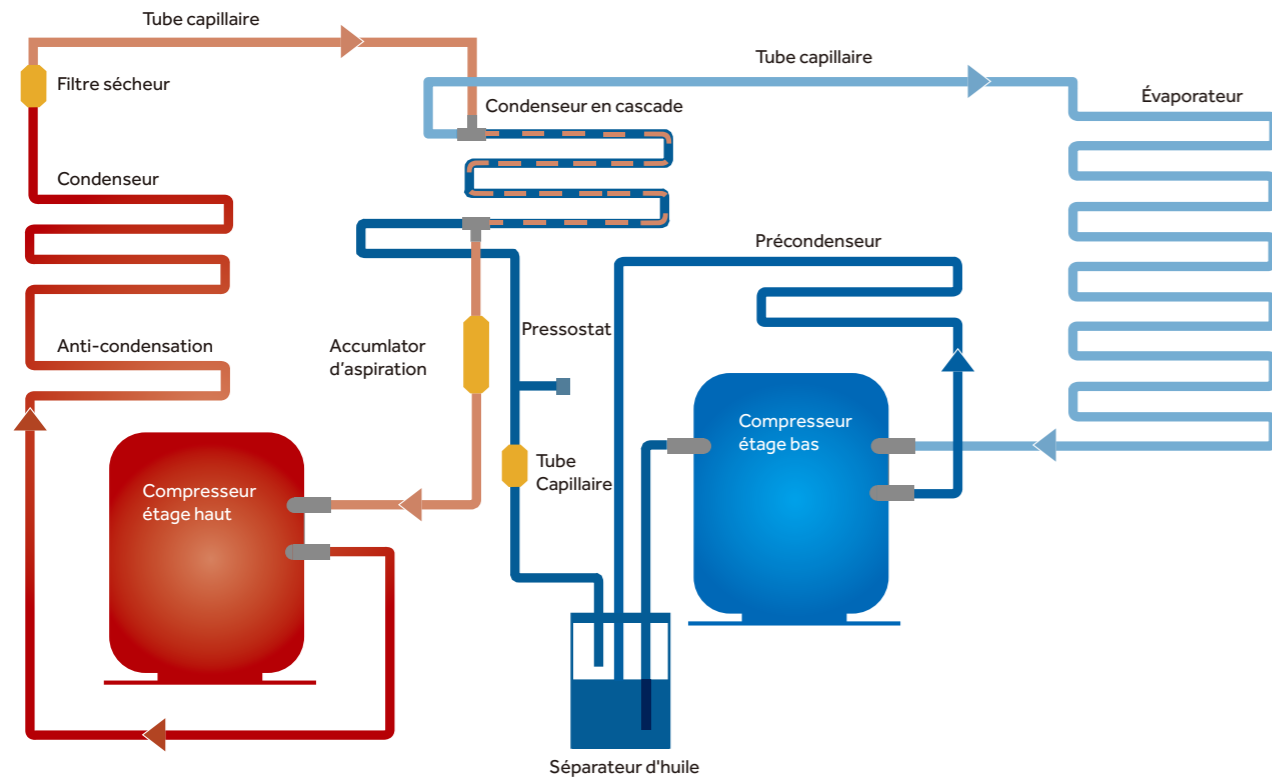 Tube capillaire
Tube capillaire
Filtre sécheur
Condenseur en cascade
Évaporateur
Condenseur
Précondenseur
Pressostat
Anti-condensation
Accumlator
d'aspiration
Compresseur
étage bas
Tube
Capillaire
Compresseur
étage haut
Séparateur d'huile